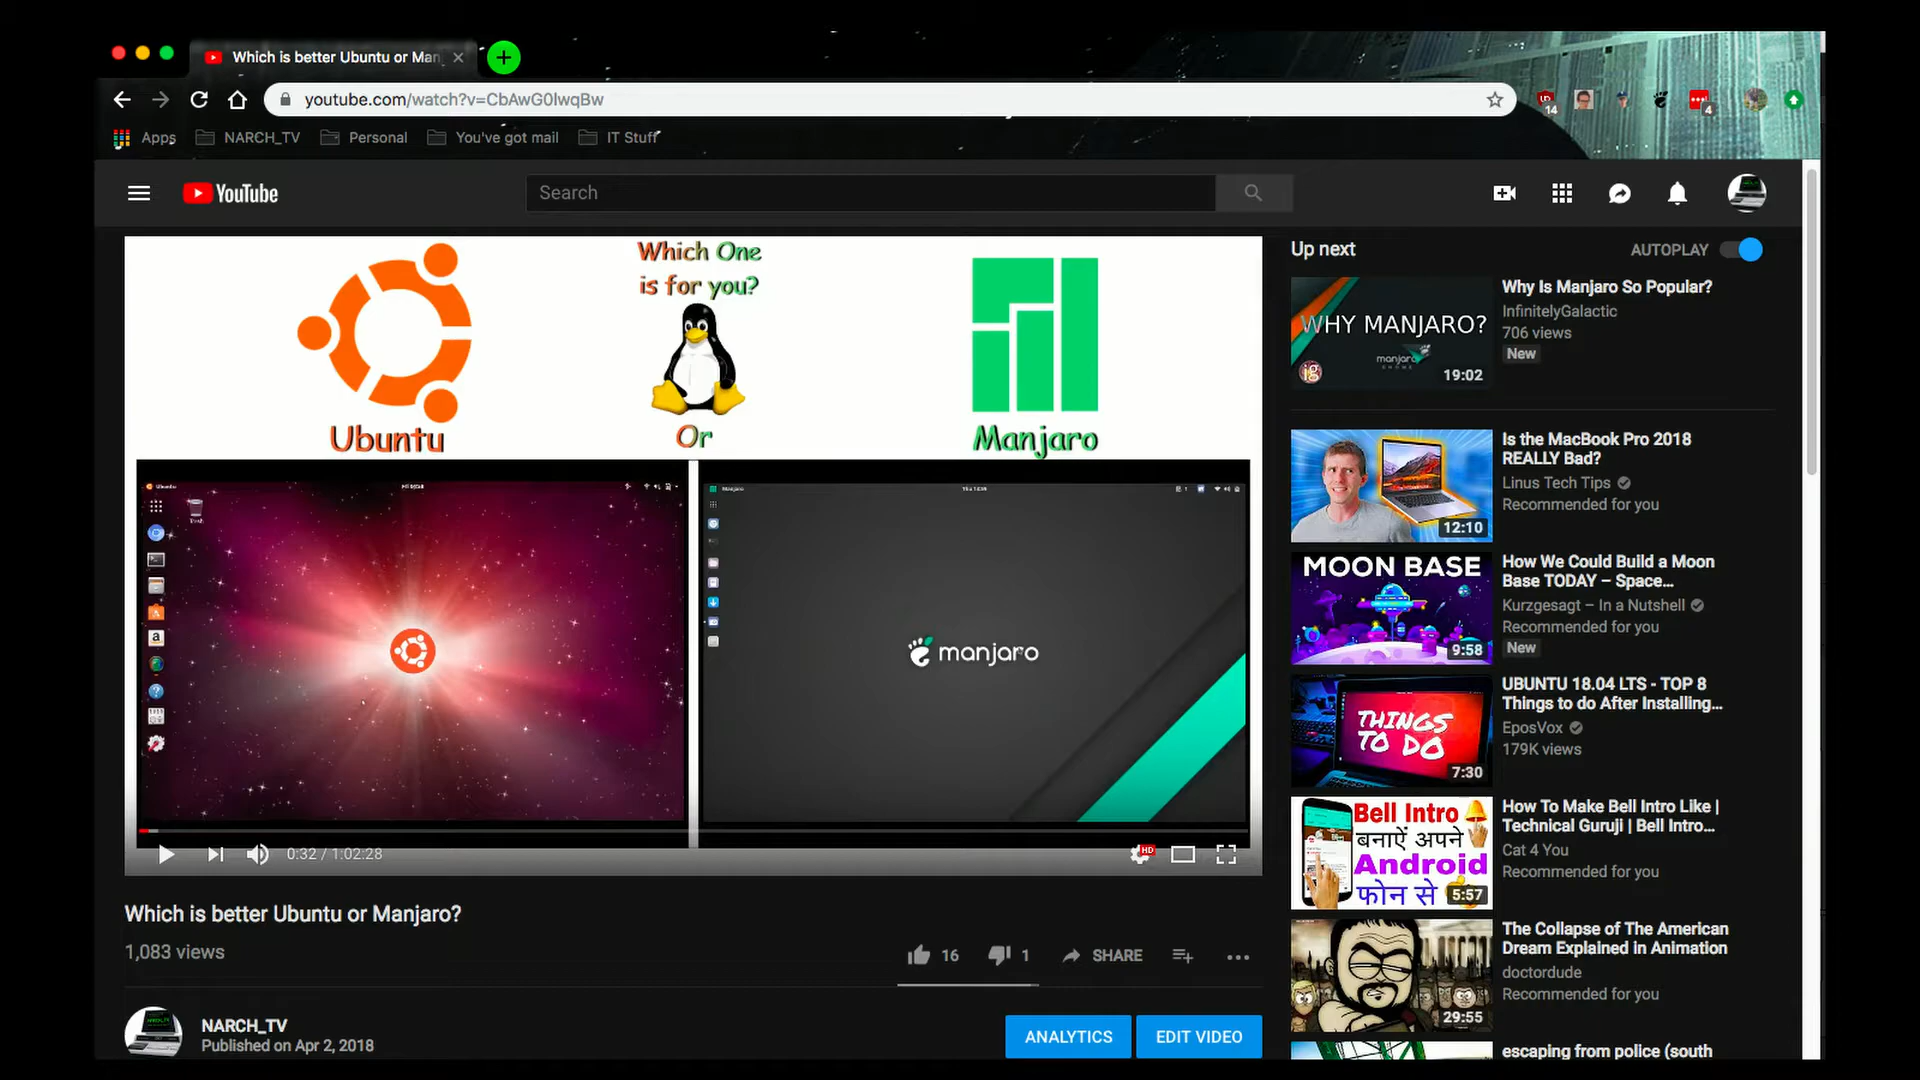 Which is better Ubuntu or Man
youtube.com/watch?v=CbAwG0lwqBw
14
4
Apps
NARCH_TV
Personal
You've got mail
IT Stuff
YouTube
Search
Which One
is for you?
Ubuntu
Or
Manjaro
Ubuntu
Manjaro
manjaro
0:32 / 1:02:28
HD
Which is better Ubuntu or Manjaro?
1,083 views
16
1
SHARE
NARCH_TV
Published on Apr 2, 2018
ANALYTICS
EDIT VIDEO
Up next
AUTOPLAY
WHY MANJARO?
manjaro
19:02
Why Is Manjaro So Popular?
InfinitelyGalactic
706 views
New
12:10
Is the MacBook Pro 2018
REALLY Bad?
Linus Tech Tips
Recommended for you
MOON BASE
9:58
How We Could Build a Moon
Base TODAY – Space...
Kurzgesagt – In a Nutshell
Recommended for you
New
THINGS
TO DO
7:30
UBUNTU 18.04 LTS - TOP 8
Things to do After Installing...
EposVox
179K views
Bell Intro
बनाऐं अपने
Android
फोन से
5:57
How To Make Bell Intro Like |
Technical Guruji | Bell Intro...
Cat 4 You
Recommended for you
29:55
The Collapse of The American
Dream Explained in Animation
doctordude
Recommended for you
escaping from police (south